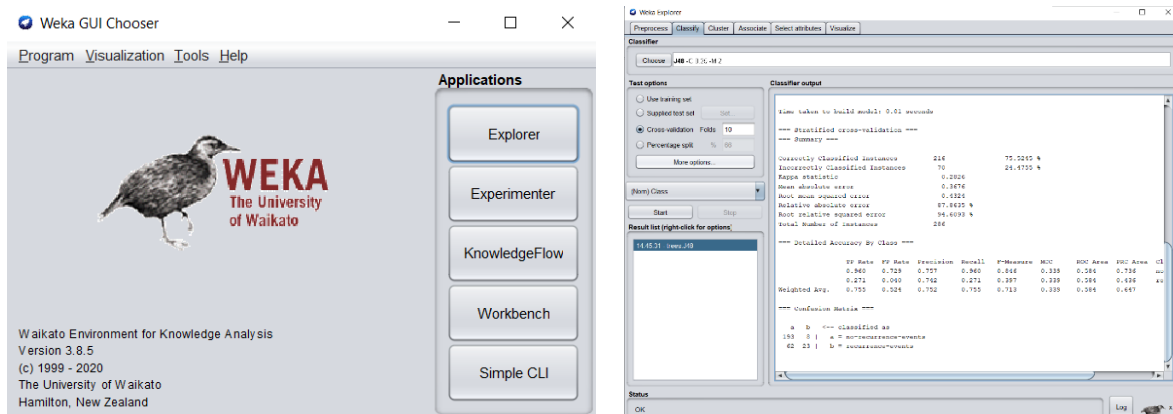 Weka GUI Chooser
Program Visualization Tools Help
Applications
Explorer
Experimenter
KnowledgeFlow
Workbench
Simple CLI
WEKA
The University
of Waikato
Waikato Environment for Knowledge Analysis
Version 3.8.5
(c) 1999 - 2020
The University of Waikato
Hamilton, New Zealand
Weka Explorer
Preprocess Classify Cluster Associate Select attributes Visualize
Classifier
Choose J48 -C 0.25 -M 2
Test options
Use training set
Supplied test set Set...
Cross-validation Folds 10
Percentage split % 66
More options...
(Nom) Class
Start Stop
Result list (right-click for options)
14:45:31 - trees.J48
Classifier output
Time taken to build model: 0.01 seconds
=== Stratified cross-validation ===
=== Summary ===
Correctly Classified Instances 216 75.5245 %
Incorrectly Classified Instances 70 24.4755 %
Kappa statistic 0.2826
Mean absolute error 0.3676
Root mean squared error 0.4324
Relative absolute error 87.8635 %
Root relative squared error 94.6093 %
Total Number of Instances 286
=== Detailed Accuracy By Class ===
TP Rate FP Rate Precision Recall F-Measure MCC ROC Area PRC Area Cl
0.960 0.729 0.757 0.960 0.846 0.339 0.584 0.736 no
0.271 0.040 0.742 0.271 0.397 0.339 0.584 0.436 re
Weighted Avg. 0.755 0.524 0.752 0.755 0.713 0.339 0.584 0.647
=== Confusion Matrix ===
a b <-- classified as
193 8 | a = no-recurrence-events
62 23 | b = recurrence-events
Status
OK
Log